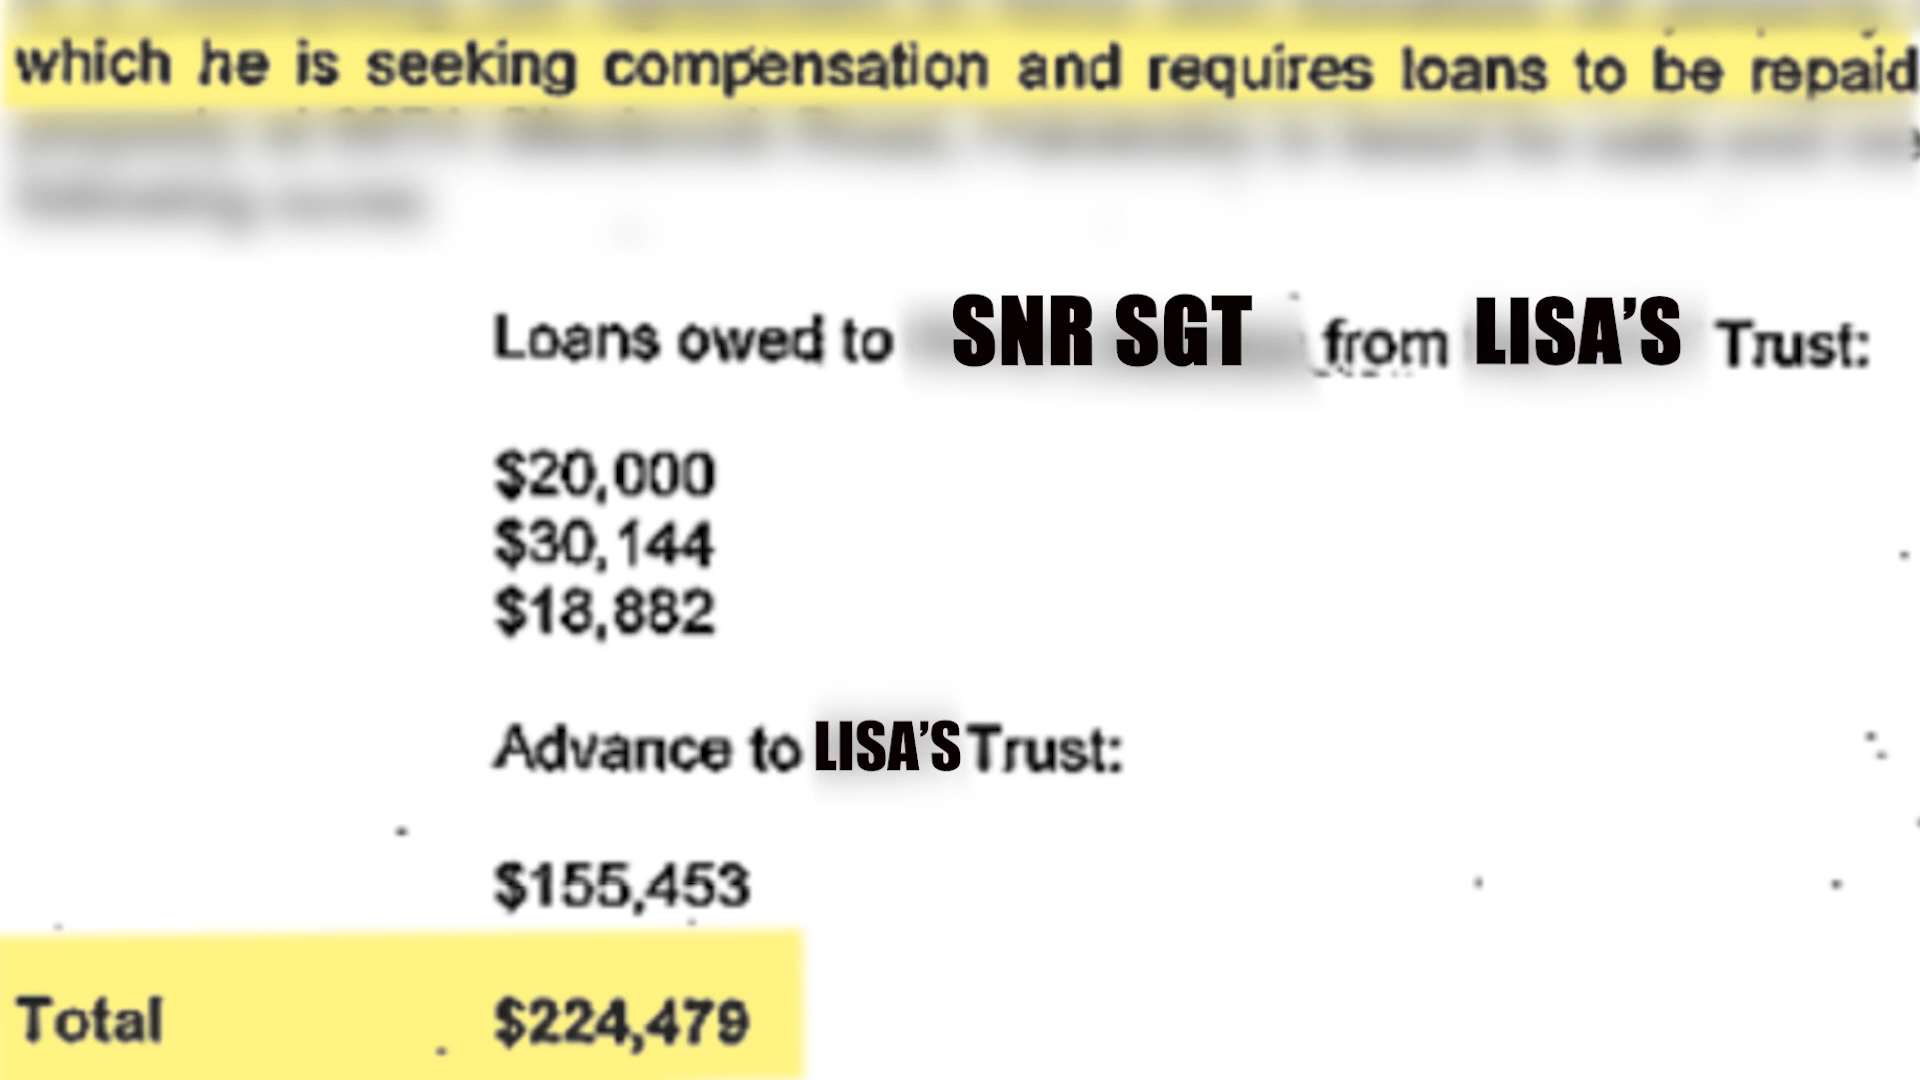 which he is seeking compensation and requires loans to be repaid
Loans owed to SNR SGT from LISA'S Trust:
$20,000
$30,144
$18,882
Advance to LISA'S Trust:
$155,453
Total $224,479